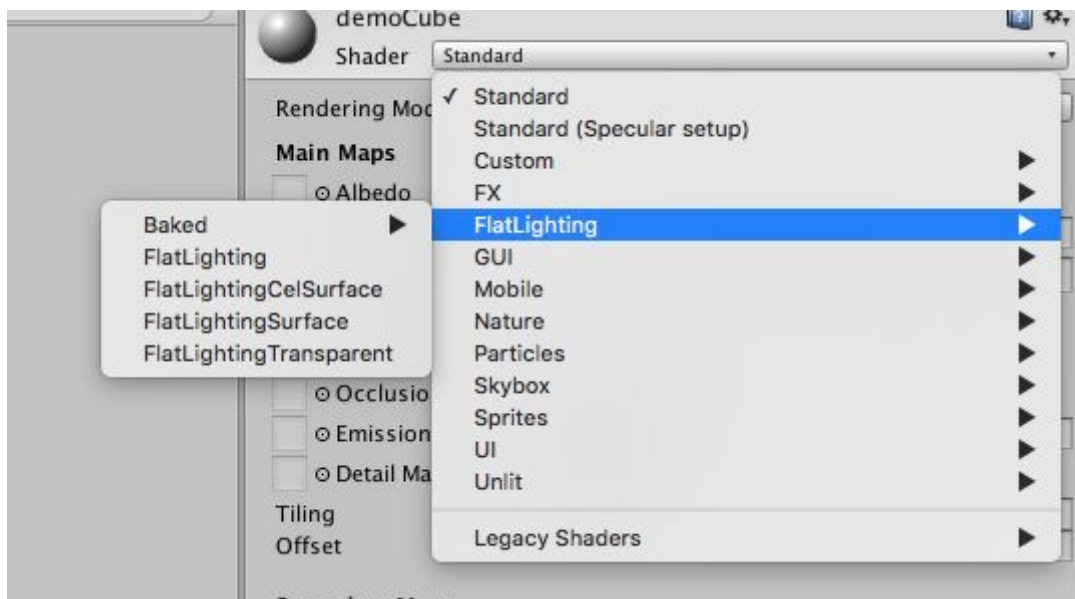 demoCube
Shader Standard
Rendering Mod
✓ Standard
Standard (Specular setup)
Main Maps
Custom
Albedo
FX
FlatLighting
GUI
Mobile
Nature
Particles
Skybox
Sprites
UI
Unlit
Legacy Shaders
Baked
FlatLighting
FlatLightingCelSurface
FlatLightingSurface
FlatLightingTransparent
Occlusio
Emission
Detail Ma
Tiling
Offset